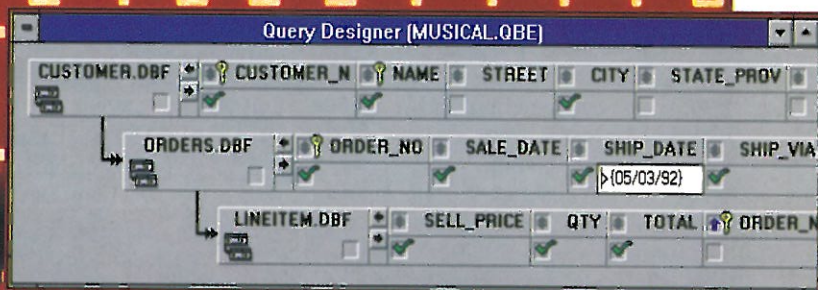 Query Designer (MUSICAL.QBE)
CUSTOMER.DBF CUSTOMER_N NAME STREET CITY STATE_PROV
ORDERS.DBF ORDER_NO SALE_DATE SHIP_DATE SHIP_VIA
>{05/03/92}
LINEITEM.DBF SELL_PRICE QTY TOTAL ORDER_N